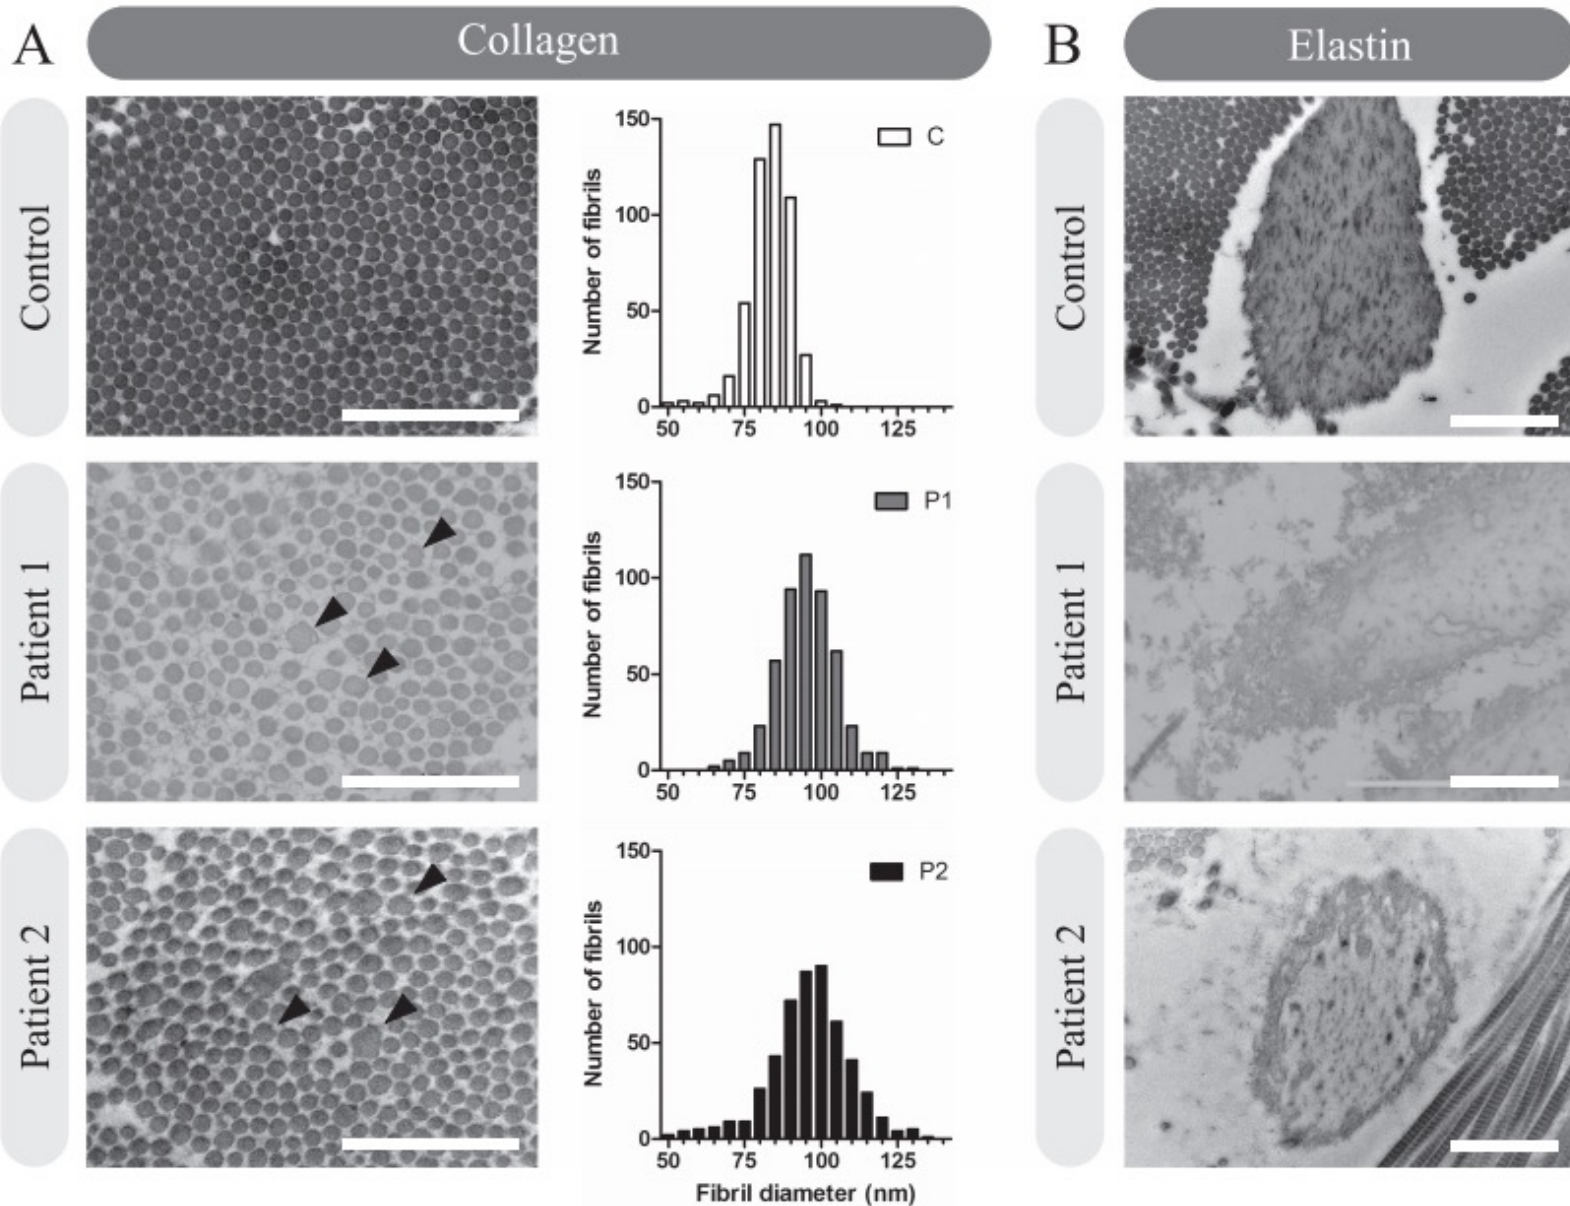 A
Collagen
B
Elastin
Control
150
100
50
0
Number of fibrils
C
50 75 100 125
Control
Patient 1
150
100
50
0
Number of fibrils
P1
50 75 100 125
Patient 1
Patient 2
150
100
50
0
Number of fibrils
P2
50 75 100 125
Fibril diameter (nm)
Patient 2